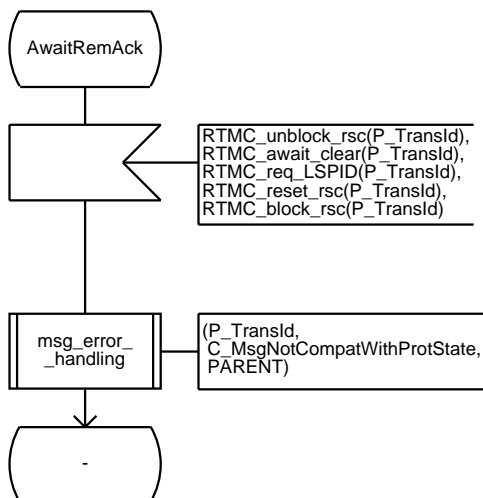 AwaitRemAck
RTMC_unblock_rsc(P_TransId),
RTMC_await_clear(P_TransId),
RTMC_req_LSPID(P_TransId),
RTMC_reset_rsc(P_TransId),
RTMC_block_rsc(P_TransId)
msg_error_
_handling
(P_TransId,
C_MsgNotCompatWithProtState,
PARENT)
-